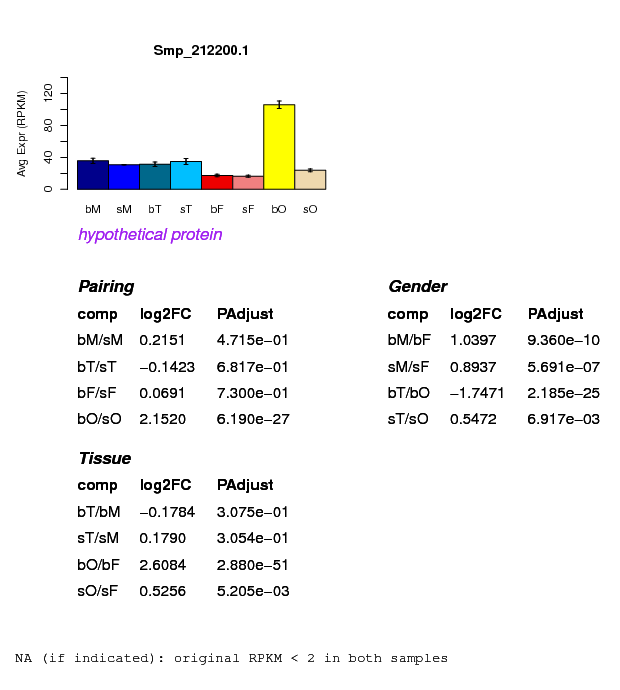 Smp_212200.1
Avg Expr (RPKM)
0 40 80 120
bM sM bT sT bF sF bO sO
hypothetical protein
Pairing
comp log2FC PAdjust
bM/sM 0.2151 4.715e−01
bT/sT −0.1423 6.817e−01
bF/sF 0.0691 7.300e−01
bO/sO 2.1520 6.190e−27
Gender
comp log2FC PAdjust
bM/bF 1.0397 9.360e−10
sM/sF 0.8937 5.691e−07
bT/bO −1.7471 2.185e−25
sT/sO 0.5472 6.917e−03
Tissue
comp log2FC PAdjust
bT/bM −0.1784 3.075e−01
sT/sM 0.1790 3.054e−01
bO/bF 2.6084 2.880e−51
sO/sF 0.5256 5.205e−03
NA (if indicated): original RPKM < 2 in both samples